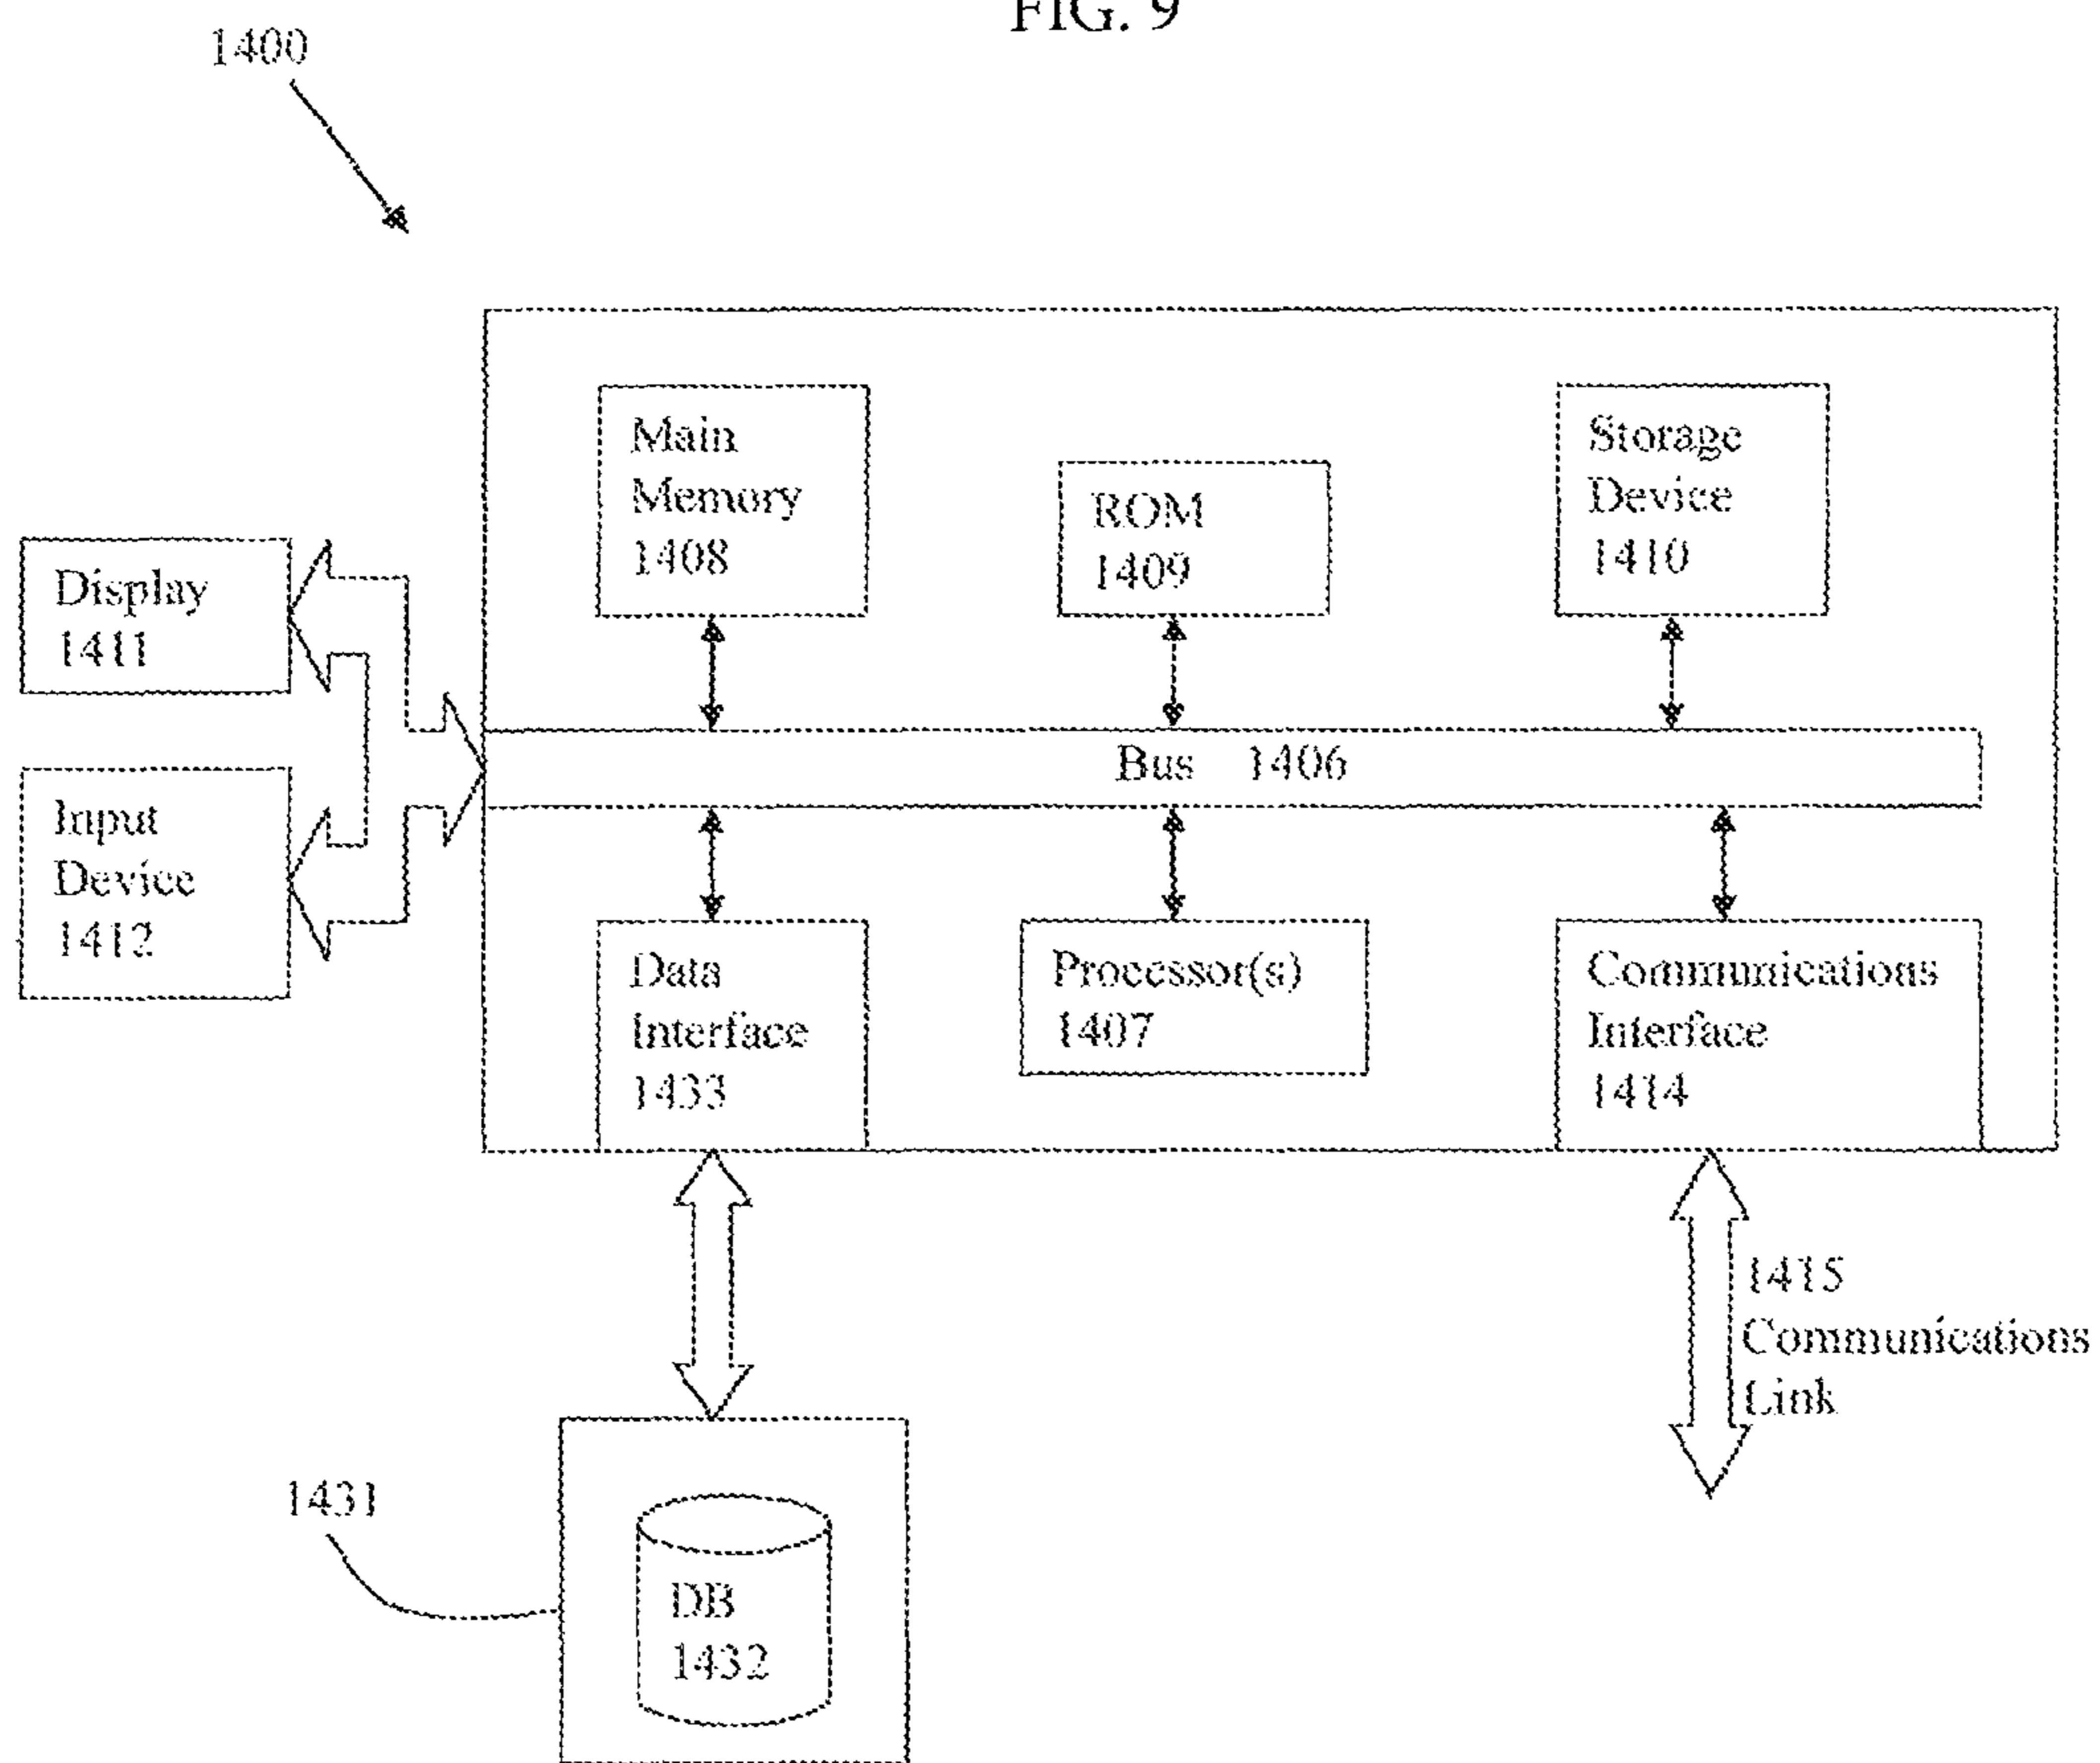 FIG. 9
1400
Main
Memory
1408
ROM
1409
Storage
Device
1410
Display
1411
Bus 1406
Input
Device
1412
Data
Interface
1433
Processor(s)
1407
Communications
Interface
1414
1415
Communications
Link
1431
DB
1432